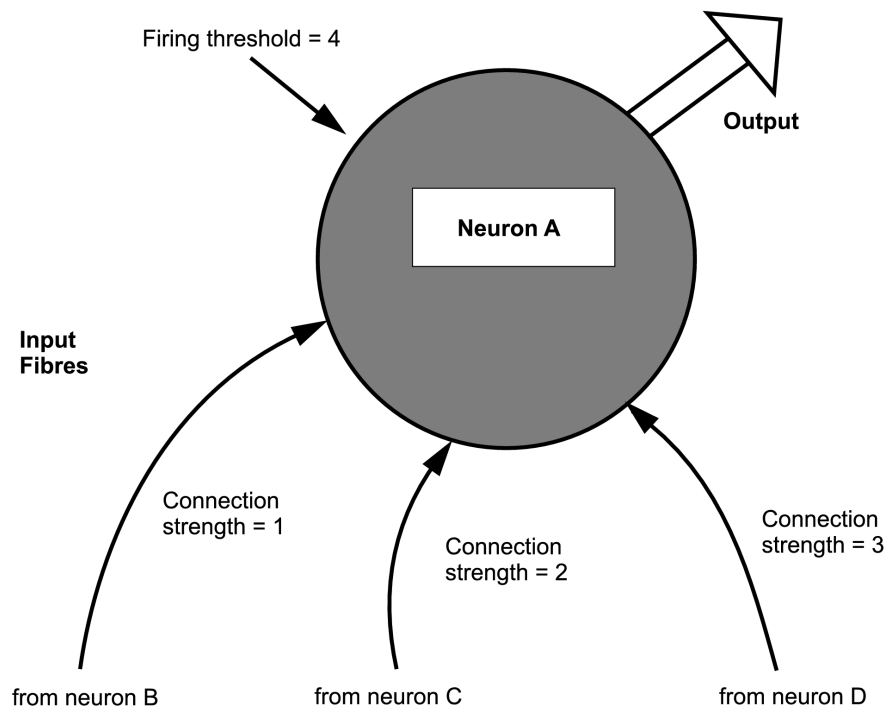 Firing threshold = 4
Output
Neuron A
Input
Fibres
Connection
strength = 1
Connection
strength = 2
Connection
strength = 3
from neuron B
from neuron C
from neuron D